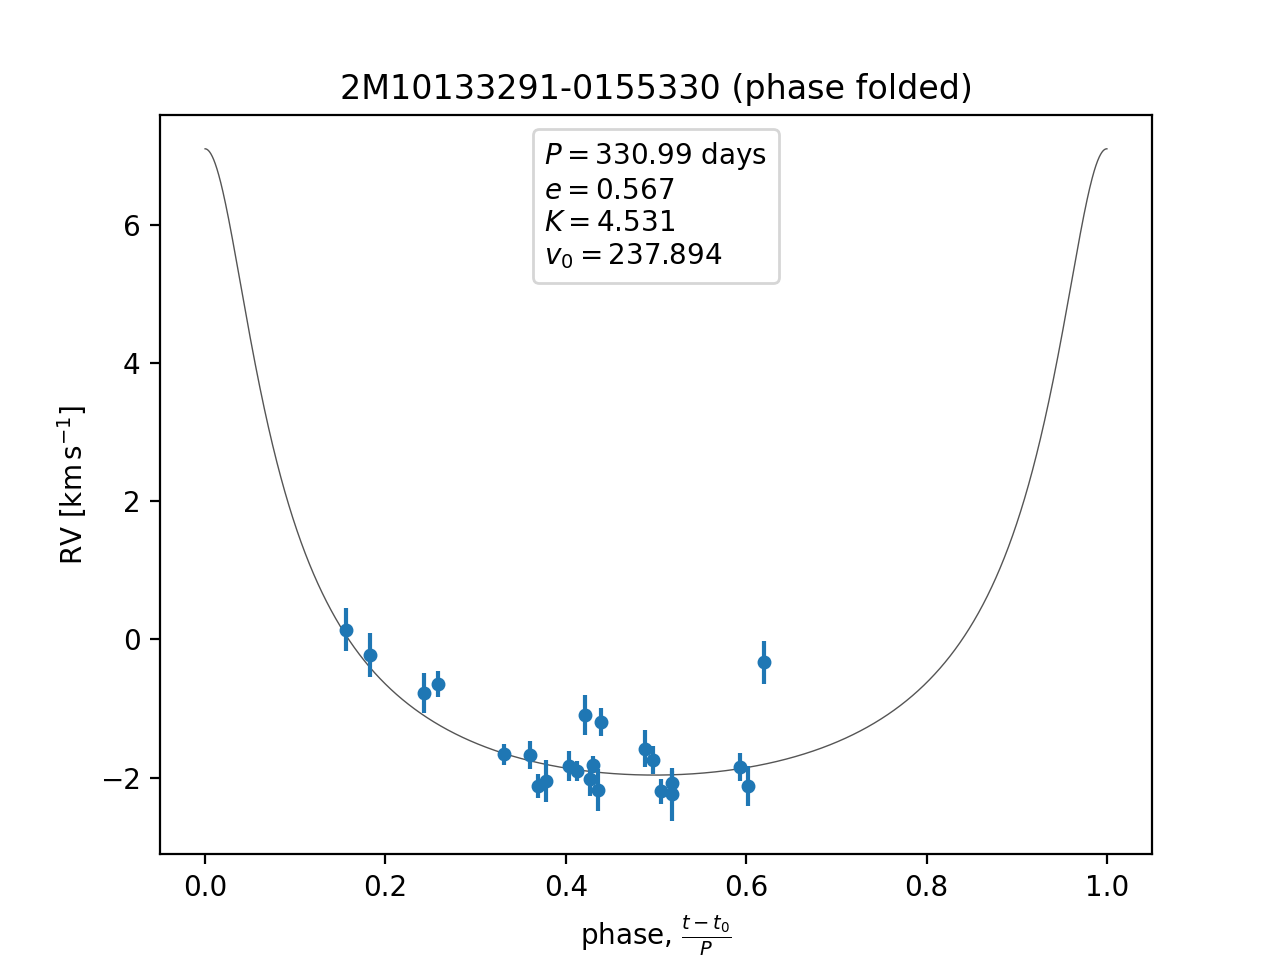 2M10133291-0155330 (phase folded)
P = 330.99 days
e = 0.567
K = 4.531
v₀ = 237.894
RV [km s⁻¹]
6
4
2
0
−2
0.0 0.2 0.4 0.6 0.8 1.0
phase, (t − t₀)/P